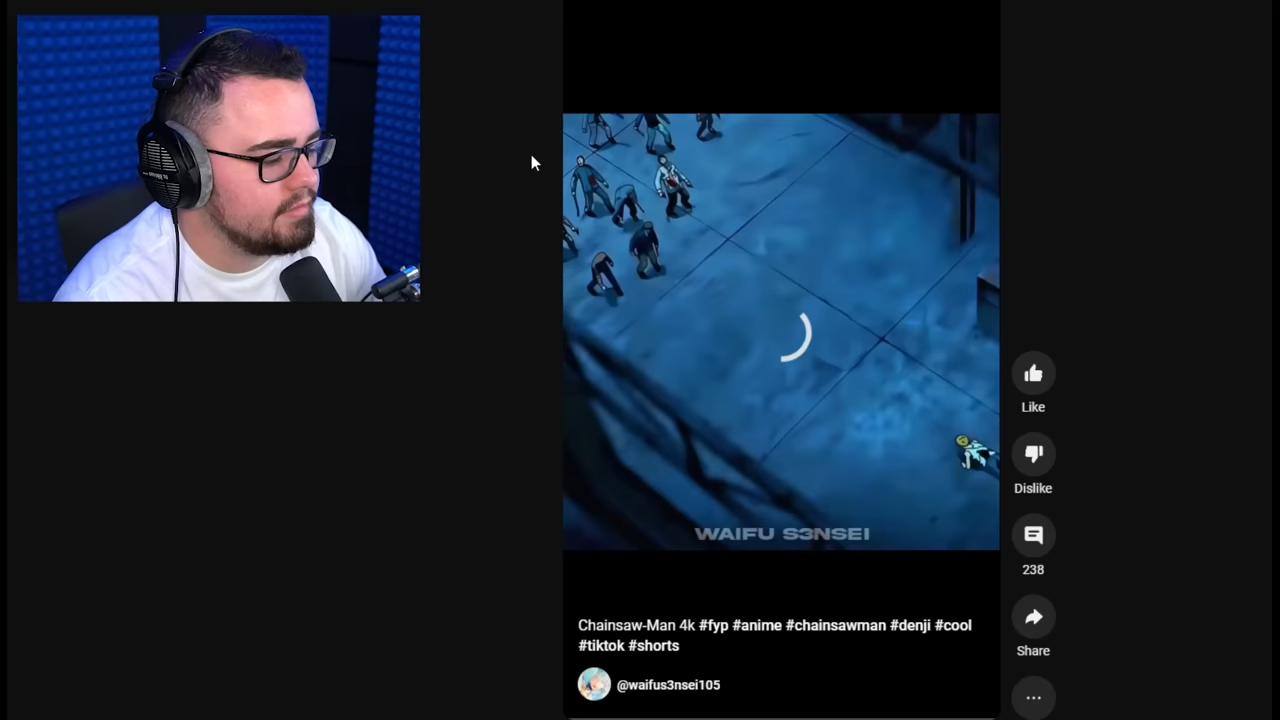 WAIFU S3NSEI
Like
Dislike
238
Chainsaw-Man 4k #fyp #anime #chainsawman #denji #cool
#tiktok #shorts
Share
@waifus3nsei105